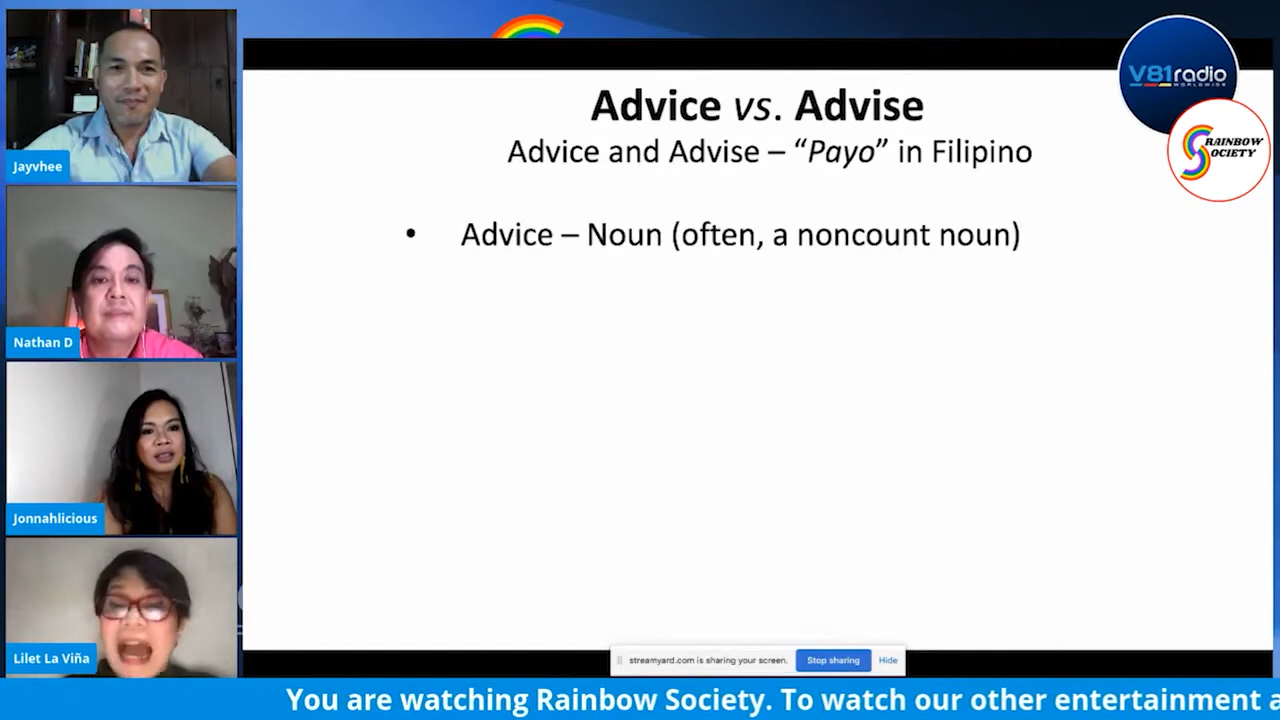 Jayvhee
Nathan D
Jonnahlicious
Lilet La Viña
Advice vs. Advise
Advice and Advise – “Payo” in Filipino
• Advice – Noun (often, a noncount noun)
V81radio
WORLDWIDE
RAINBOW
SOCIETY
streamyard.com is sharing your screen.
Stop sharing
Hide
You are watching Rainbow Society. To watch our other entertainment a